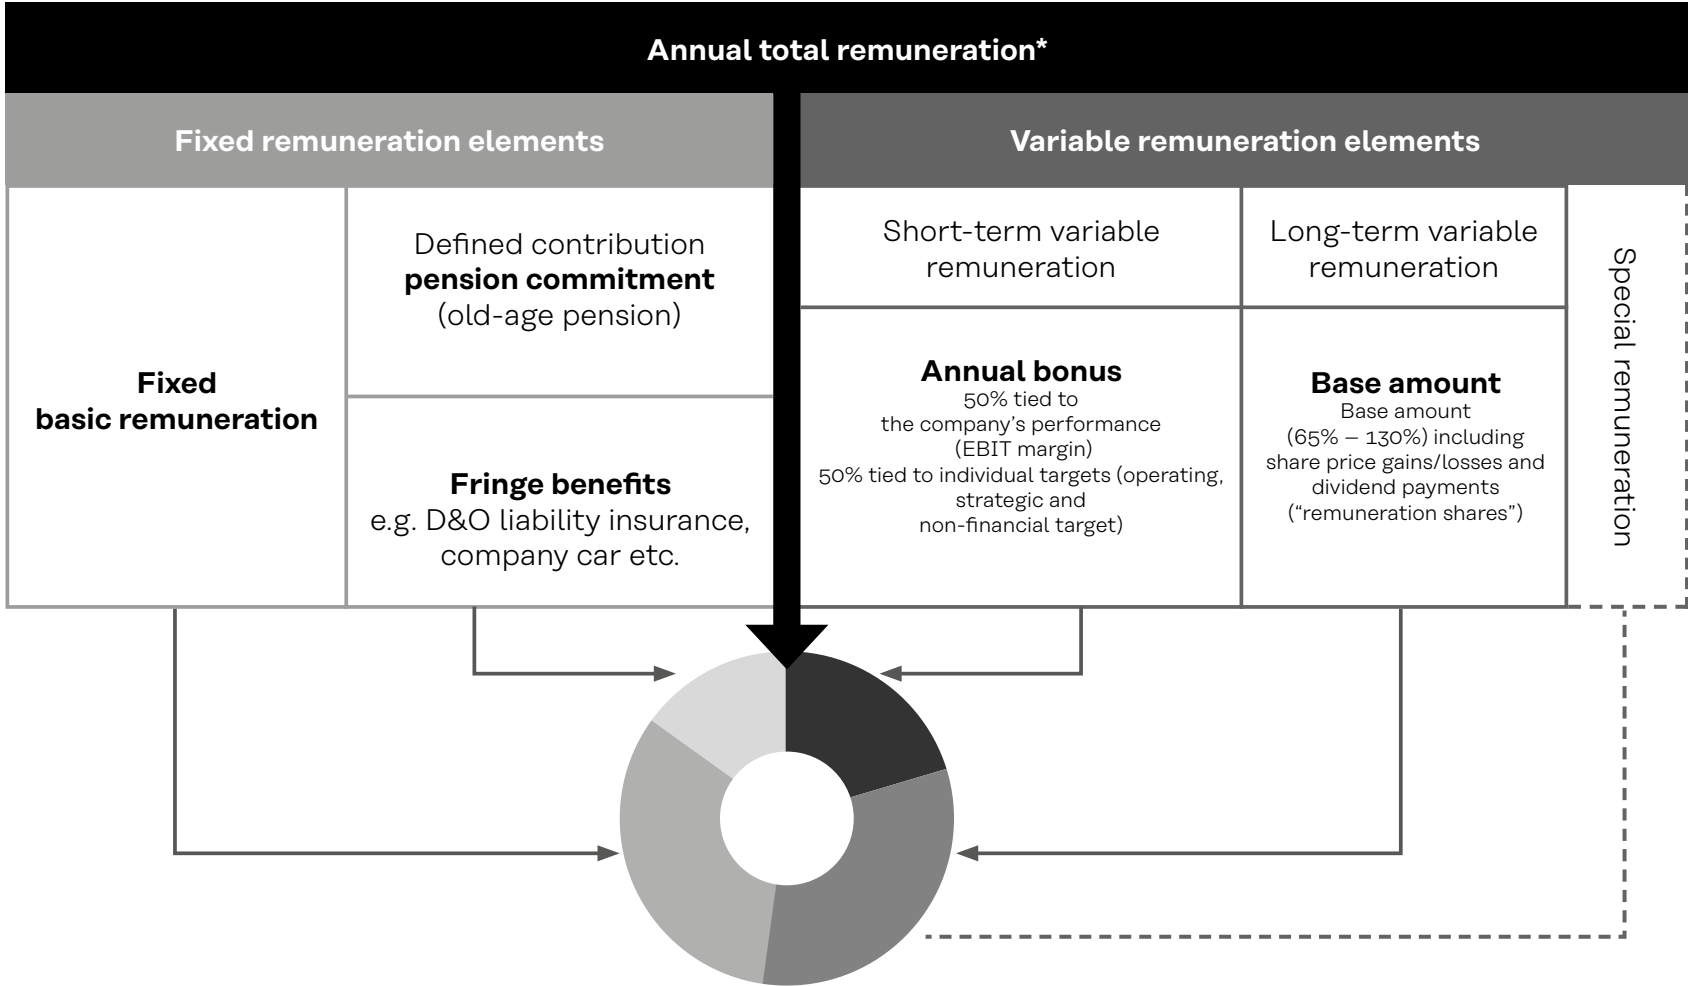 Annual total remuneration*
Fixed remuneration elements
Variable remuneration elements
Fixed
basic remuneration
Defined contribution
pension commitment
(old-age pension)
Fringe benefits
e.g. D&O liability insurance,
company car etc.
Short-term variable
remuneration
Annual bonus
50% tied to
the company’s performance
(EBIT margin)
50% tied to individual targets (operating,
strategic and
non-financial target)
Long-term variable
remuneration
Base amount
Base amount
(65% – 130%) including
share price gains/losses and
dividend payments
(“remuneration shares”)
Special remuneration